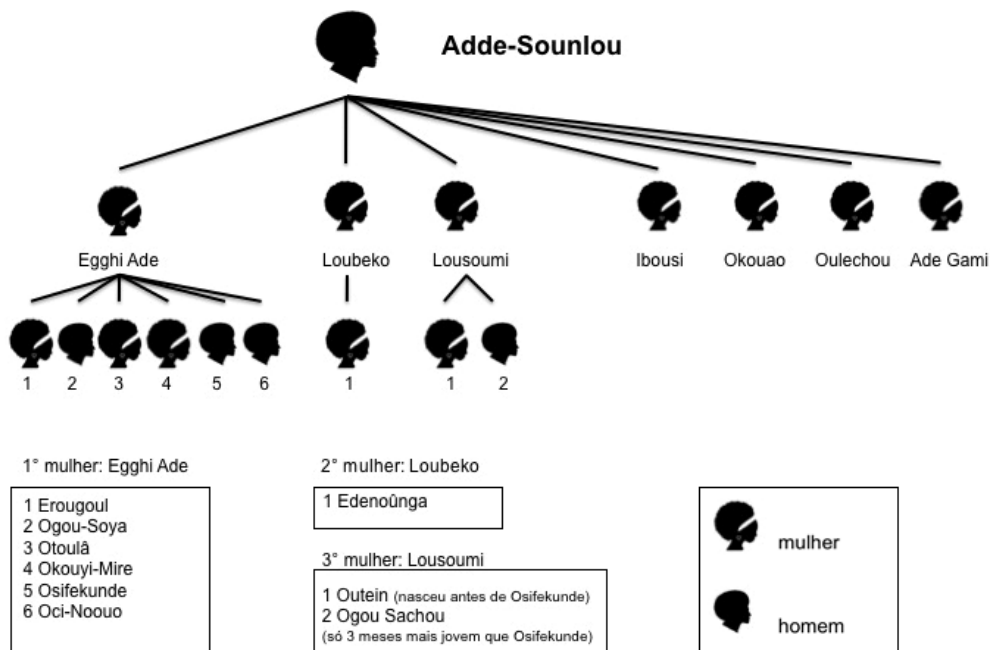 Adde-Sounlou
Egghi Ade
Loubeko
Lousoumi
Ibousi
Okouao
Oulechou
Ade Gami
1 2 3 4 5 6
1
1 2
1° mulher: Egghi Ade
1 Erougoul
2 Ogou-Soya
3 Otoulâ
4 Okouyi-Mire
5 Osifekunde
6 Oci-Noouo
2° mulher: Loubeko
1 Edenoûnga
3° mulher: Lousoumi
1 Outein (nasceu antes de Osifekunde)
2 Ogou Sachou
(só 3 meses mais jovem que Osifekunde)
mulher
homem